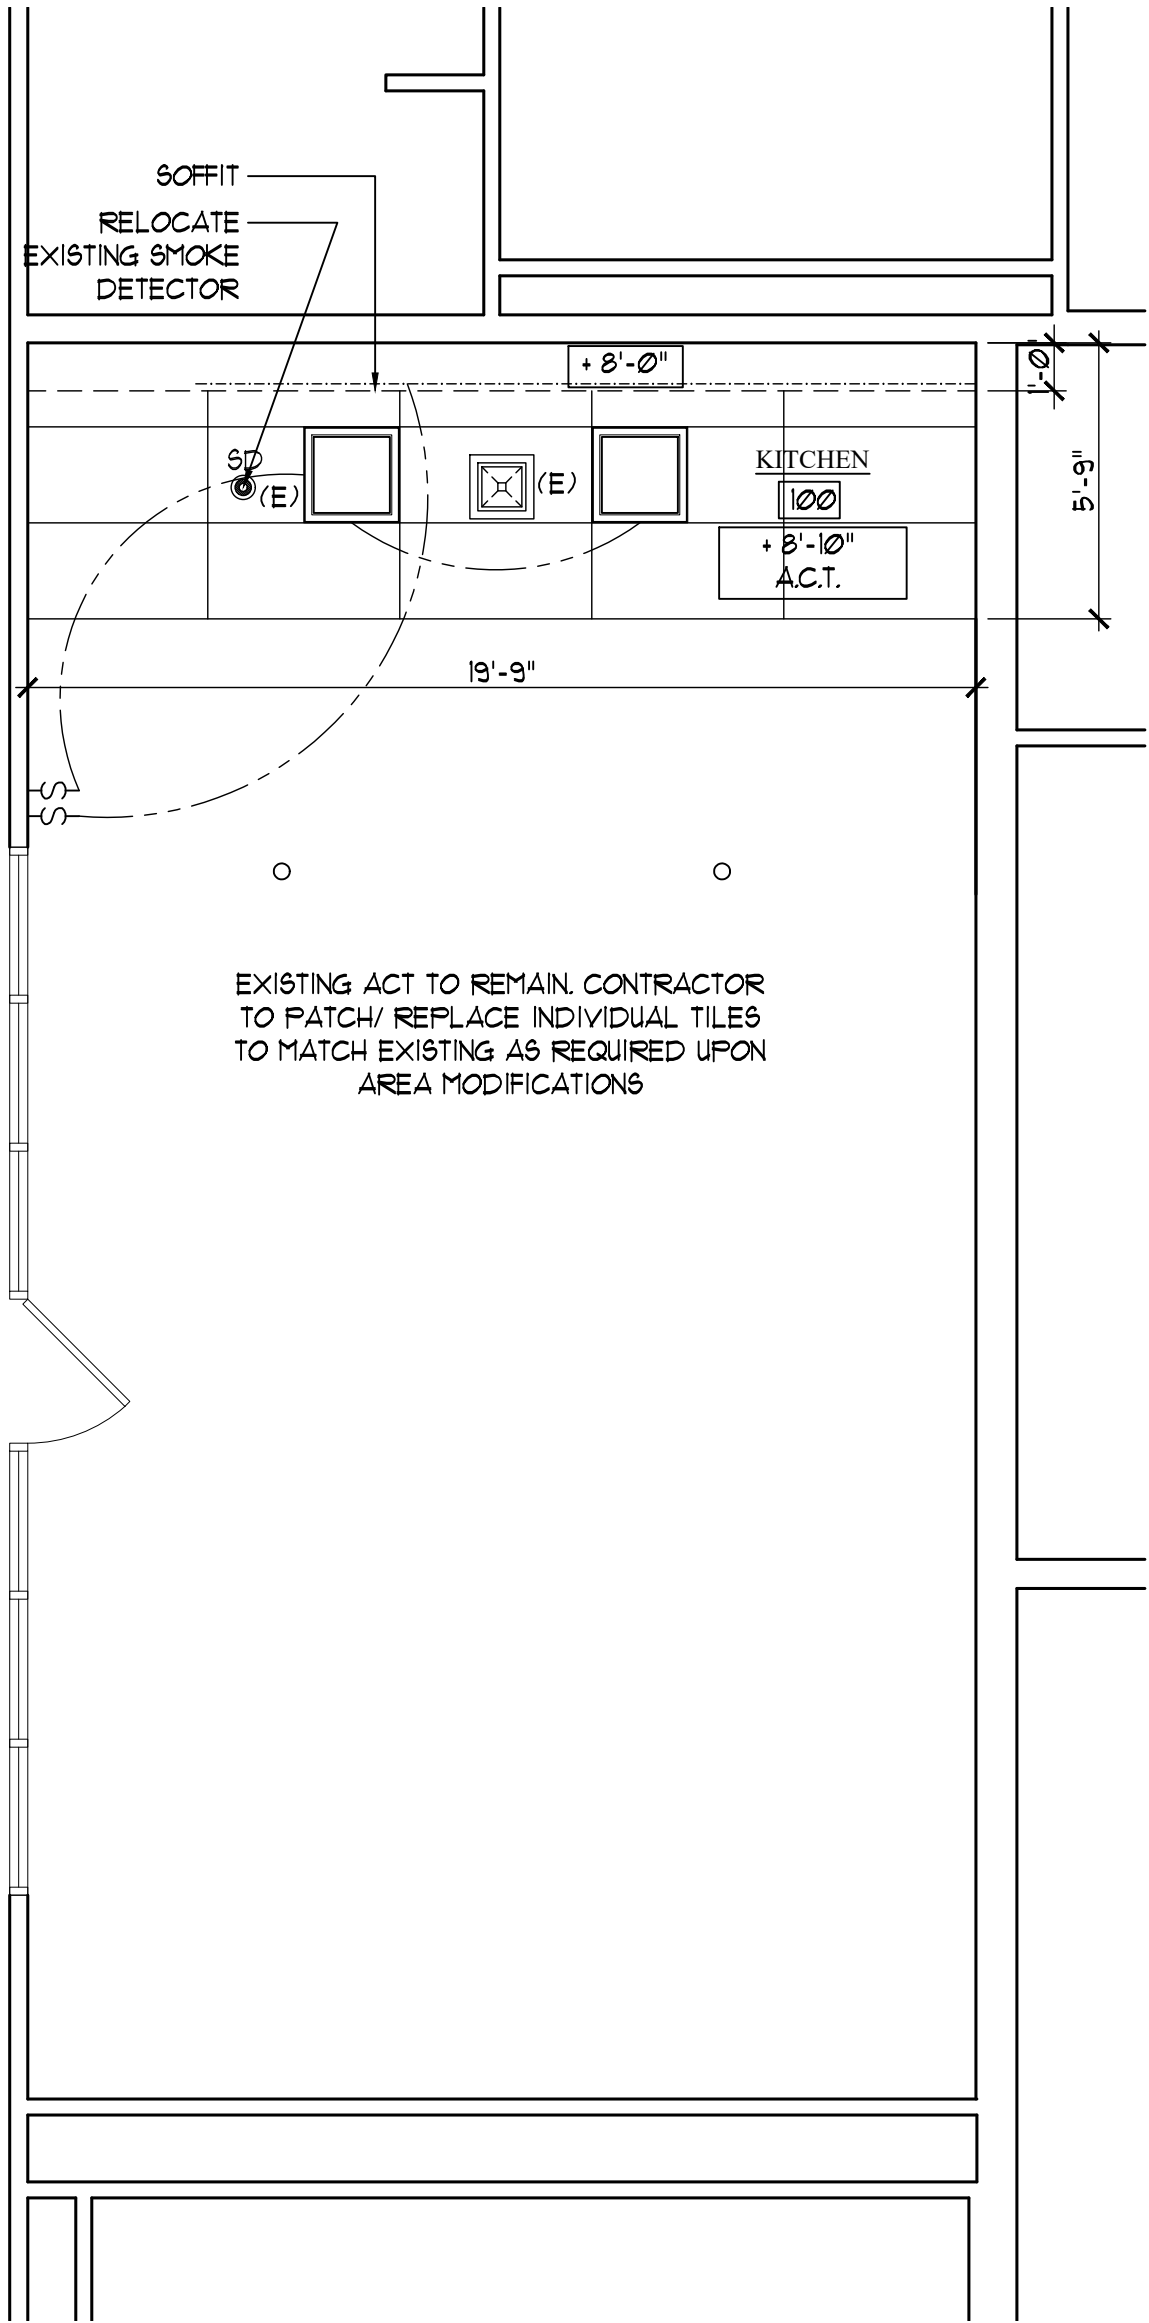 SOFFIT
RELOCATE
EXISTING SMOKE
DETECTOR
+ 8'-0"
1'-0"
5'-9"
SD
(E)
(E)
KITCHEN
100
+ 8'-10"
A.C.T.
19'-9"
S
S
EXISTING ACT TO REMAIN. CONTRACTOR
TO PATCH/ REPLACE INDIVIDUAL TILES
TO MATCH EXISTING AS REQUIRED UPON
AREA MODIFICATIONS